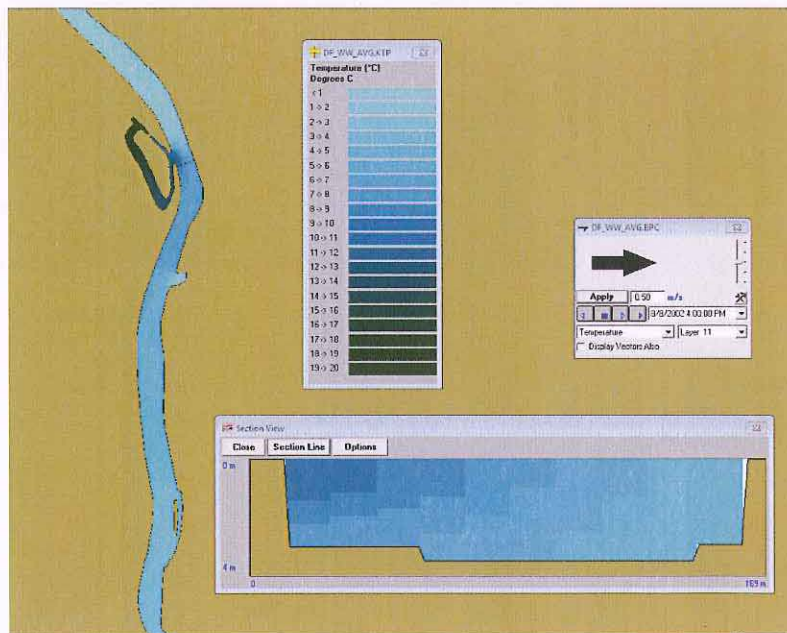 DF_WW_AVG.KTP
Temperature (°C)
Degrees C
< 1
1 -> 2
2 -> 3
3 -> 4
4 -> 5
5 -> 6
6 -> 7
7 -> 8
8 -> 9
9 -> 10
10 -> 11
11 -> 12
12 -> 13
13 -> 14
14 -> 15
15 -> 16
16 -> 17
17 -> 18
18 -> 19
19 -> 20
DF_WW_AVG.EPC
Apply 0.50 m/s
8/8/2002 4:00:00 PM
Temperature Layer 11
Display Vectors Also
Section View
Close Section Line Options
0 m
4 m
0 169 m